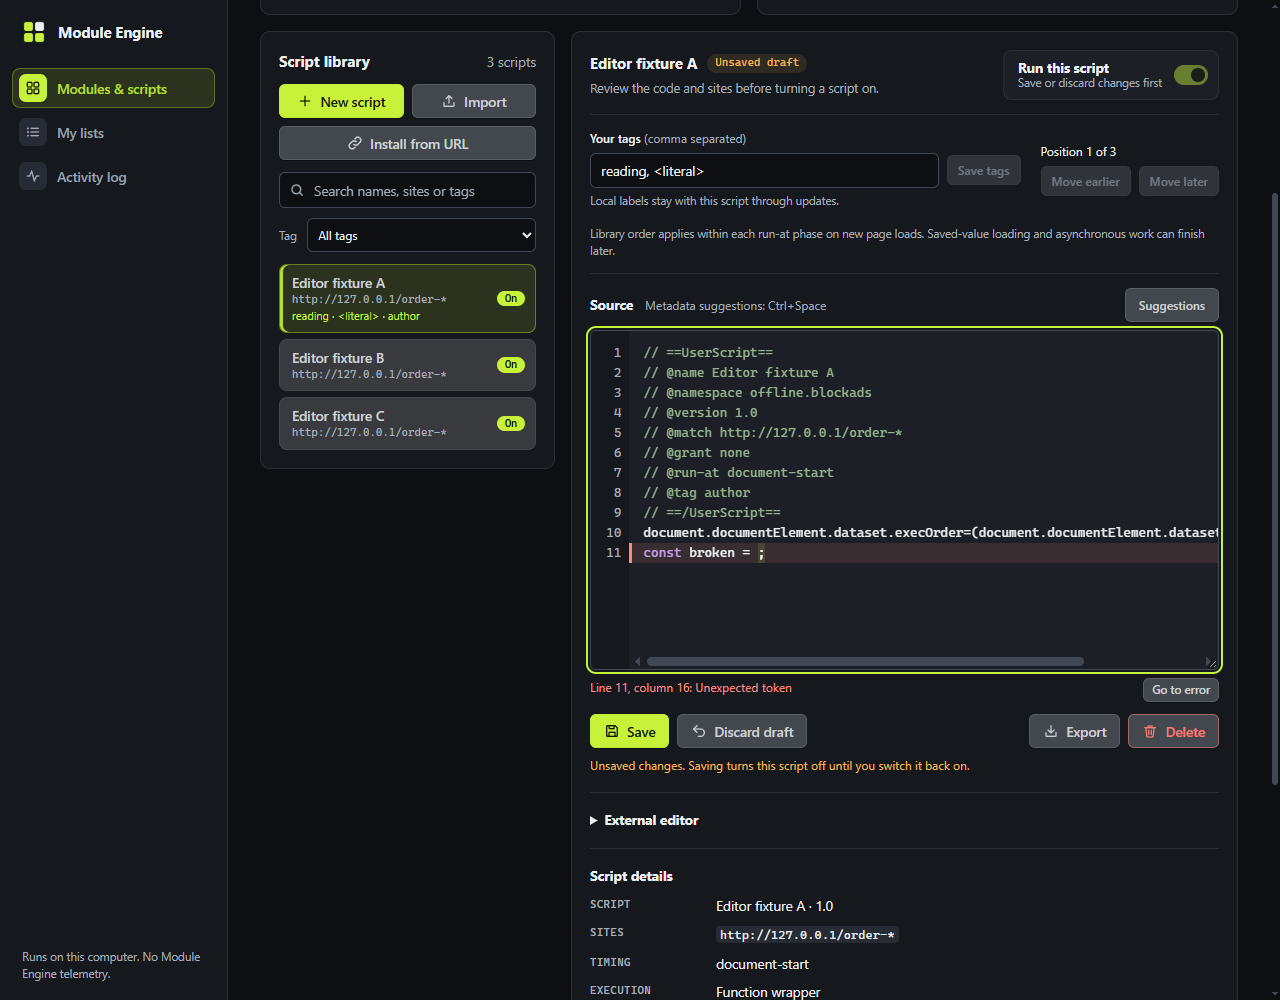 Module Engine
Modules & scripts
My lists
Activity log
Runs on this computer. No Module
Engine telemetry.
Script library
3 scripts
New script
Import
Install from URL
Search names, sites or tags
Tag
All tags
Editor fixture A
http://127.0.0.1/order-*
reading · <literal> · author
On
Editor fixture B
http://127.0.0.1/order-*
On
Editor fixture C
http://127.0.0.1/order-*
On
Editor fixture A
Unsaved draft
Review the code and sites before turning a script on.
Run this script
Save or discard changes first
Your tags (comma separated)
reading, <literal>
Save tags
Local labels stay with this script through updates.
Position 1 of 3
Move earlier
Move later
Library order applies within each run-at phase on new page loads. Saved-value loading and asynchronous work can finish
later.
Source
Metadata suggestions: Ctrl+Space
Suggestions
1 // ==UserScript==
2 // @name Editor fixture A
3 // @namespace offline.blockads
4 // @version 1.0
5 // @match http://127.0.0.1/order-*
6 // @grant none
7 // @run-at document-start
8 // @tag author
9 // ==/UserScript==
10 document.documentElement.dataset.execOrder=(document.documentElement.dataset
11 const broken = ;
Line 11, column 16: Unexpected token
Go to error
Save
Discard draft
Export
Delete
Unsaved changes. Saving turns this script off until you switch it back on.
External editor
Script details
SCRIPT
Editor fixture A · 1.0
SITES
http://127.0.0.1/order-*
TIMING
document-start
EXECUTION
Function wrapper